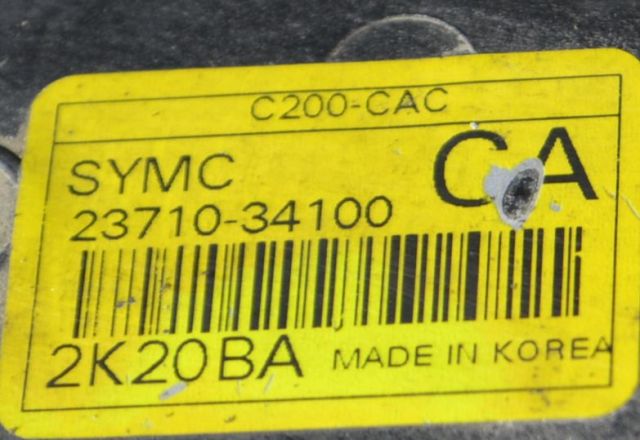 C200-CAC
SYMC
CA
23710-34100
2K20BA MADE IN KOREA